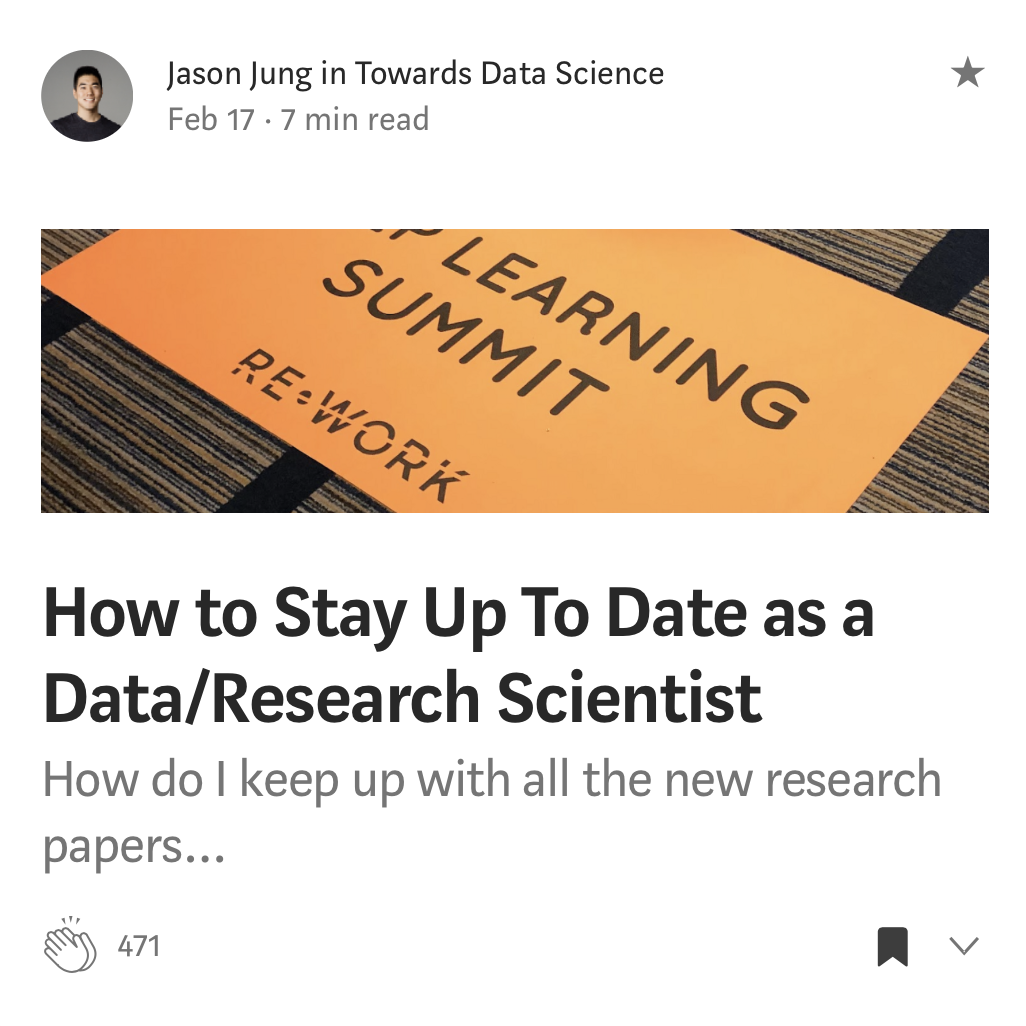 Jason Jung in Towards Data Science
Feb 17 · 7 min read
LEARNING
SUMMIT
RE•WORK
How to Stay Up To Date as a
Data/Research Scientist
How do I keep up with all the new research
papers...
471